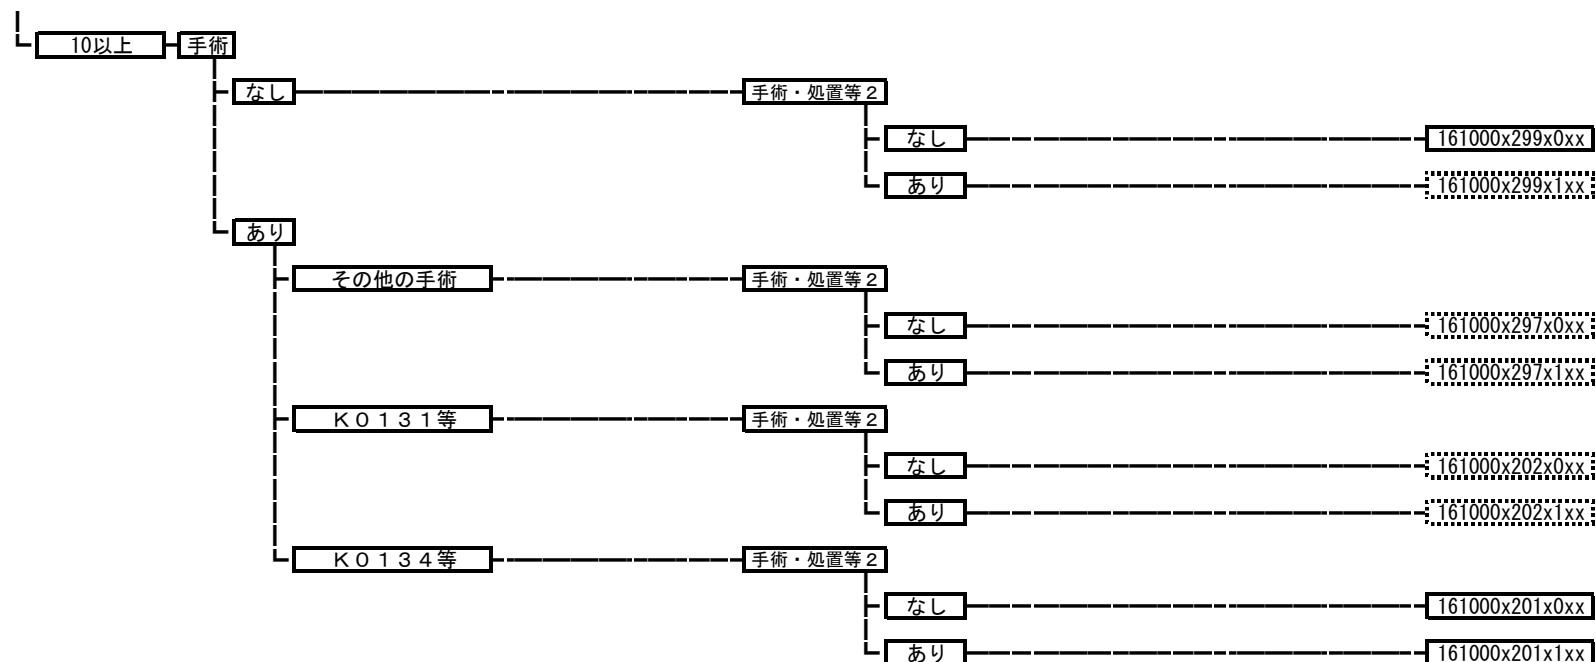 10以上 手術
なし 手術・処置等２
なし 161000x299x0xx
あり 161000x299x1xx
あり
その他の手術 手術・処置等２
なし 161000x297x0xx
あり 161000x297x1xx
Ｋ０１３１等 手術・処置等２
なし 161000x202x0xx
あり 161000x202x1xx
Ｋ０１３４等 手術・処置等２
なし 161000x201x0xx
あり 161000x201x1xx